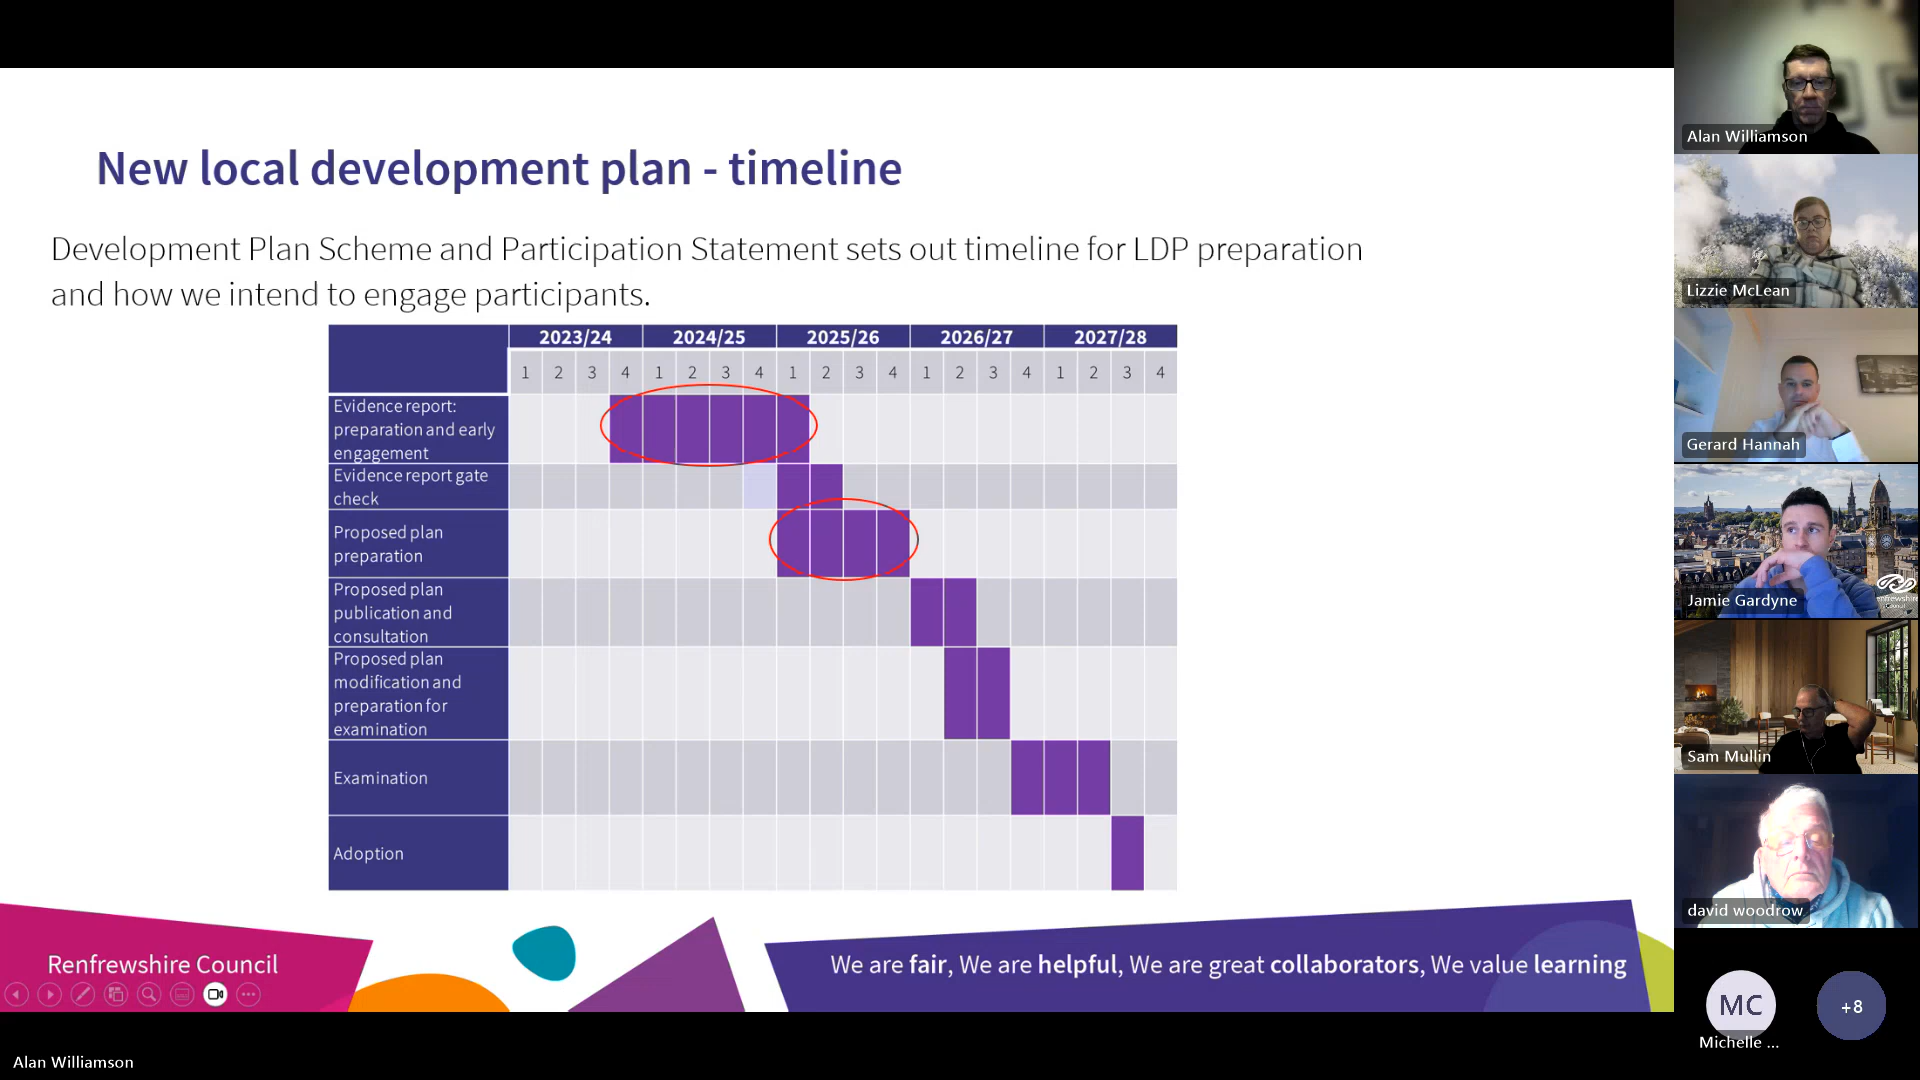 New local development plan - timeline
Development Plan Scheme and Participation Statement sets out timeline for LDP preparation
and how we intend to engage participants.
2023/24 2024/25 2025/26 2026/27 2027/28
1 2 3 4 1 2 3 4 1 2 3 4 1 2 3 4 1 2 3 4
Evidence report:
preparation and early
engagement
Evidence report gate
check
Proposed plan
preparation
Proposed plan
publication and
consultation
Proposed plan
modification and
preparation for
examination
Examination
Adoption
Renfrewshire Council
We are fair, We are helpful, We are great collaborators, We value learning
Alan Williamson
Alan Williamson
Lizzie McLean
Gerard Hannah
Jamie Gardyne
Sam Mullin
david woodrow
MC
Michelle ...
+8